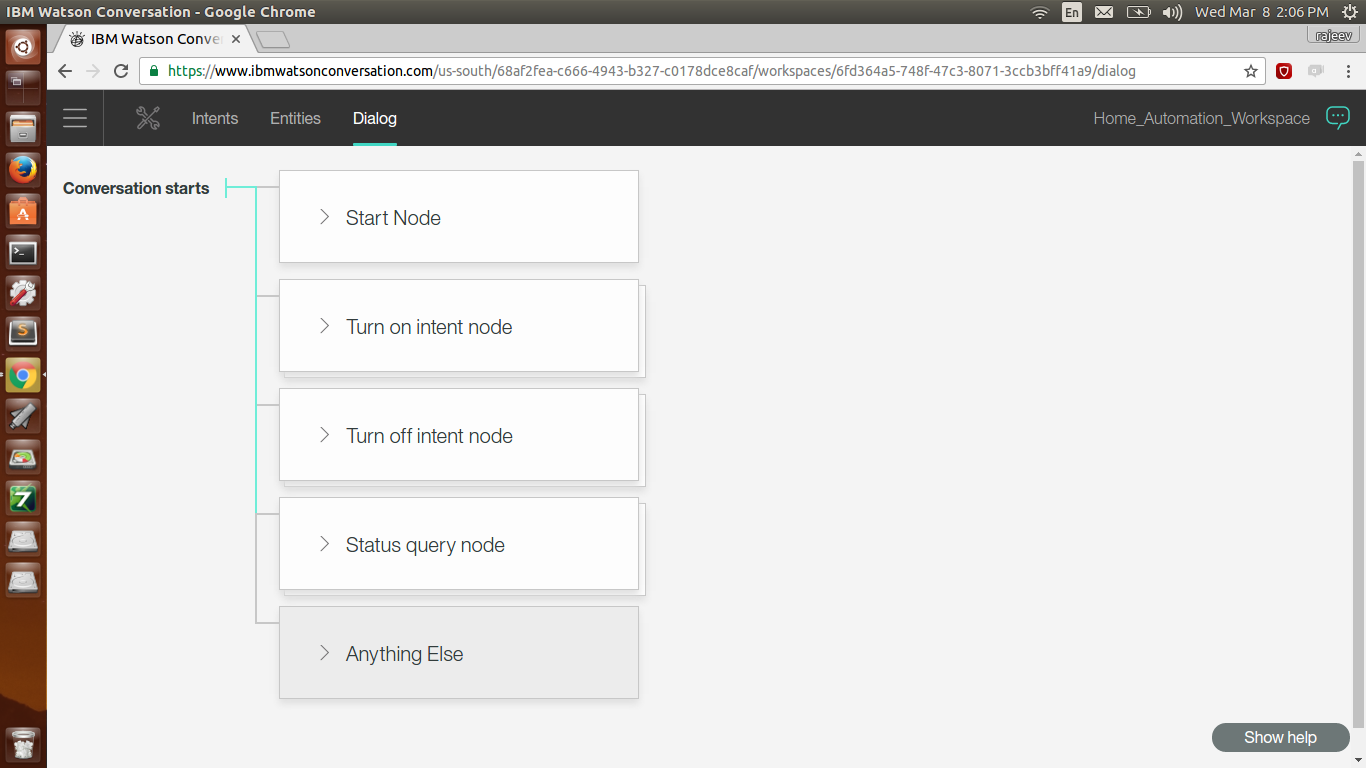 IBM Watson Conversation - Google Chrome
En
Wed Mar 8 2:06 PM
IBM Watson Conve
rajeev
https://www.ibmwatsonconversation.com/us-south/68af2fea-c666-4943-b327-c0178dce8caf/workspaces/6fd364a5-748f-47c3-8071-3ccb3bff41a9/dialog
Intents
Entities
Dialog
Home_Automation_Workspace
Conversation starts
Start Node
Turn on intent node
Turn off intent node
Status query node
Anything Else
Show help